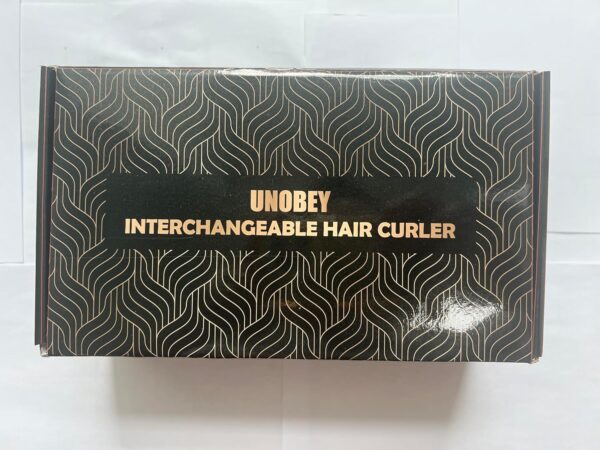 UNOBEY
INTERCHANGEABLE HAIR CURLER